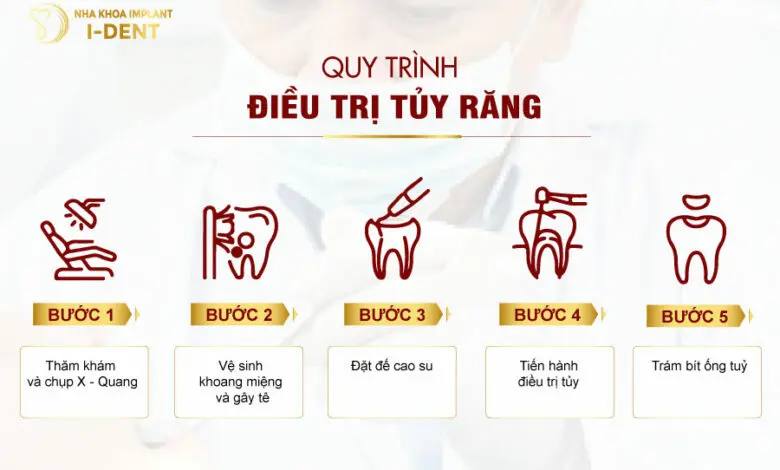 NHA KHOA IMPLANT
I-DENT
QUY TRÌNH
ĐIỀU TRỊ TỦY RĂNG
BƯỚC 1
BƯỚC 2
BƯỚC 3
BƯỚC 4
BƯỚC 5
Thăm khám
và chụp X - Quang
Vệ sinh
khoang miệng
và gây tê
Đặt đế cao su
Tiến hành
điều trị tủy
Trám bít ống tuỷ